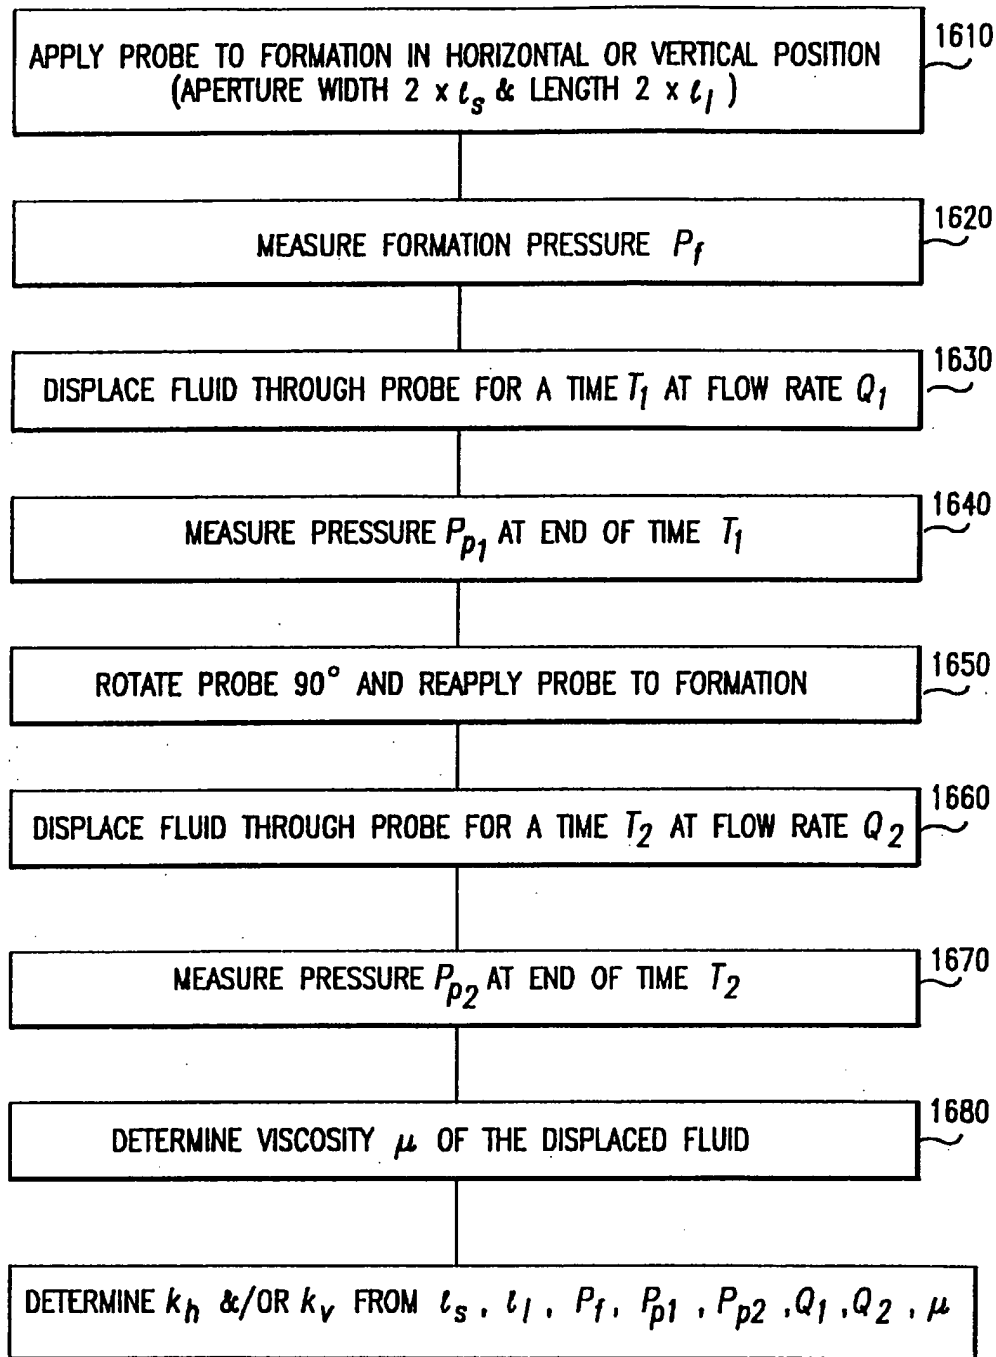 APPLY PROBE TO FORMATION IN HORIZONTAL OR VERTICAL POSITION
(APERTURE WIDTH 2 x ℓs & LENGTH 2 x ℓl )
1610
MEASURE FORMATION PRESSURE Pf
1620
DISPLACE FLUID THROUGH PROBE FOR A TIME T1 AT FLOW RATE Q1
1630
MEASURE PRESSURE Pp1 AT END OF TIME T1
1640
ROTATE PROBE 90° AND REAPPLY PROBE TO FORMATION
1650
DISPLACE FLUID THROUGH PROBE FOR A TIME T2 AT FLOW RATE Q2
1660
MEASURE PRESSURE Pp2 AT END OF TIME T2
1670
DETERMINE VISCOSITY μ OF THE DISPLACED FLUID
1680
DETERMINE kh &/OR kv FROM ℓs , ℓl , Pf, Pp1 , Pp2 , Q1 , Q2 , μ